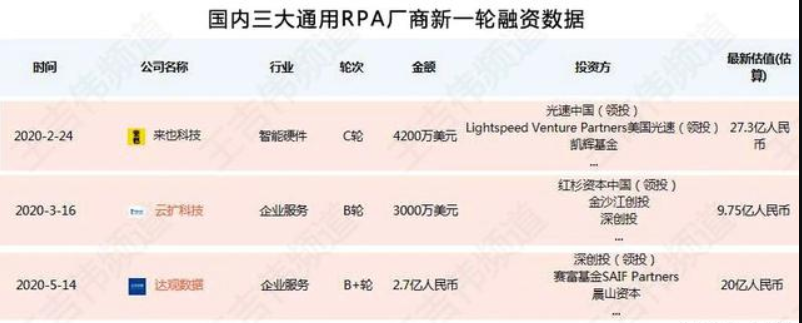 国内三大通用RPA厂商新一轮融资数据
时间 公司名称 行业 轮次 金额 投资方 最新估值(估算)
2020-2-24 来也科技 智能硬件 C轮 4200万美元 光速中国（领投）
Lightspeed Venture Partners美国光速（领投）
凯辉基金
... 27.3亿人民币
2020-3-16 云扩科技 企业服务 B轮 3000万美元 红杉资本中国（领投）
金沙江创投
深创投
... 9.75亿人民币
2020-5-14 达观数据 企业服务 B+轮 2.7亿人民币 深创投（领投）
赛富基金SAIF Partners
晨山资本
... 20亿人民币
王吉伟频道